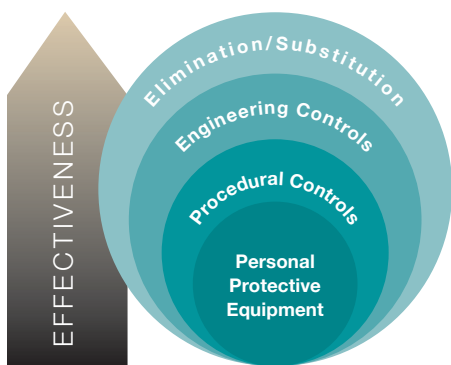 EFFECTIVENESS
Elimination/Substitution
Engineering Controls
Procedural Controls
Personal
Protective
Equipment